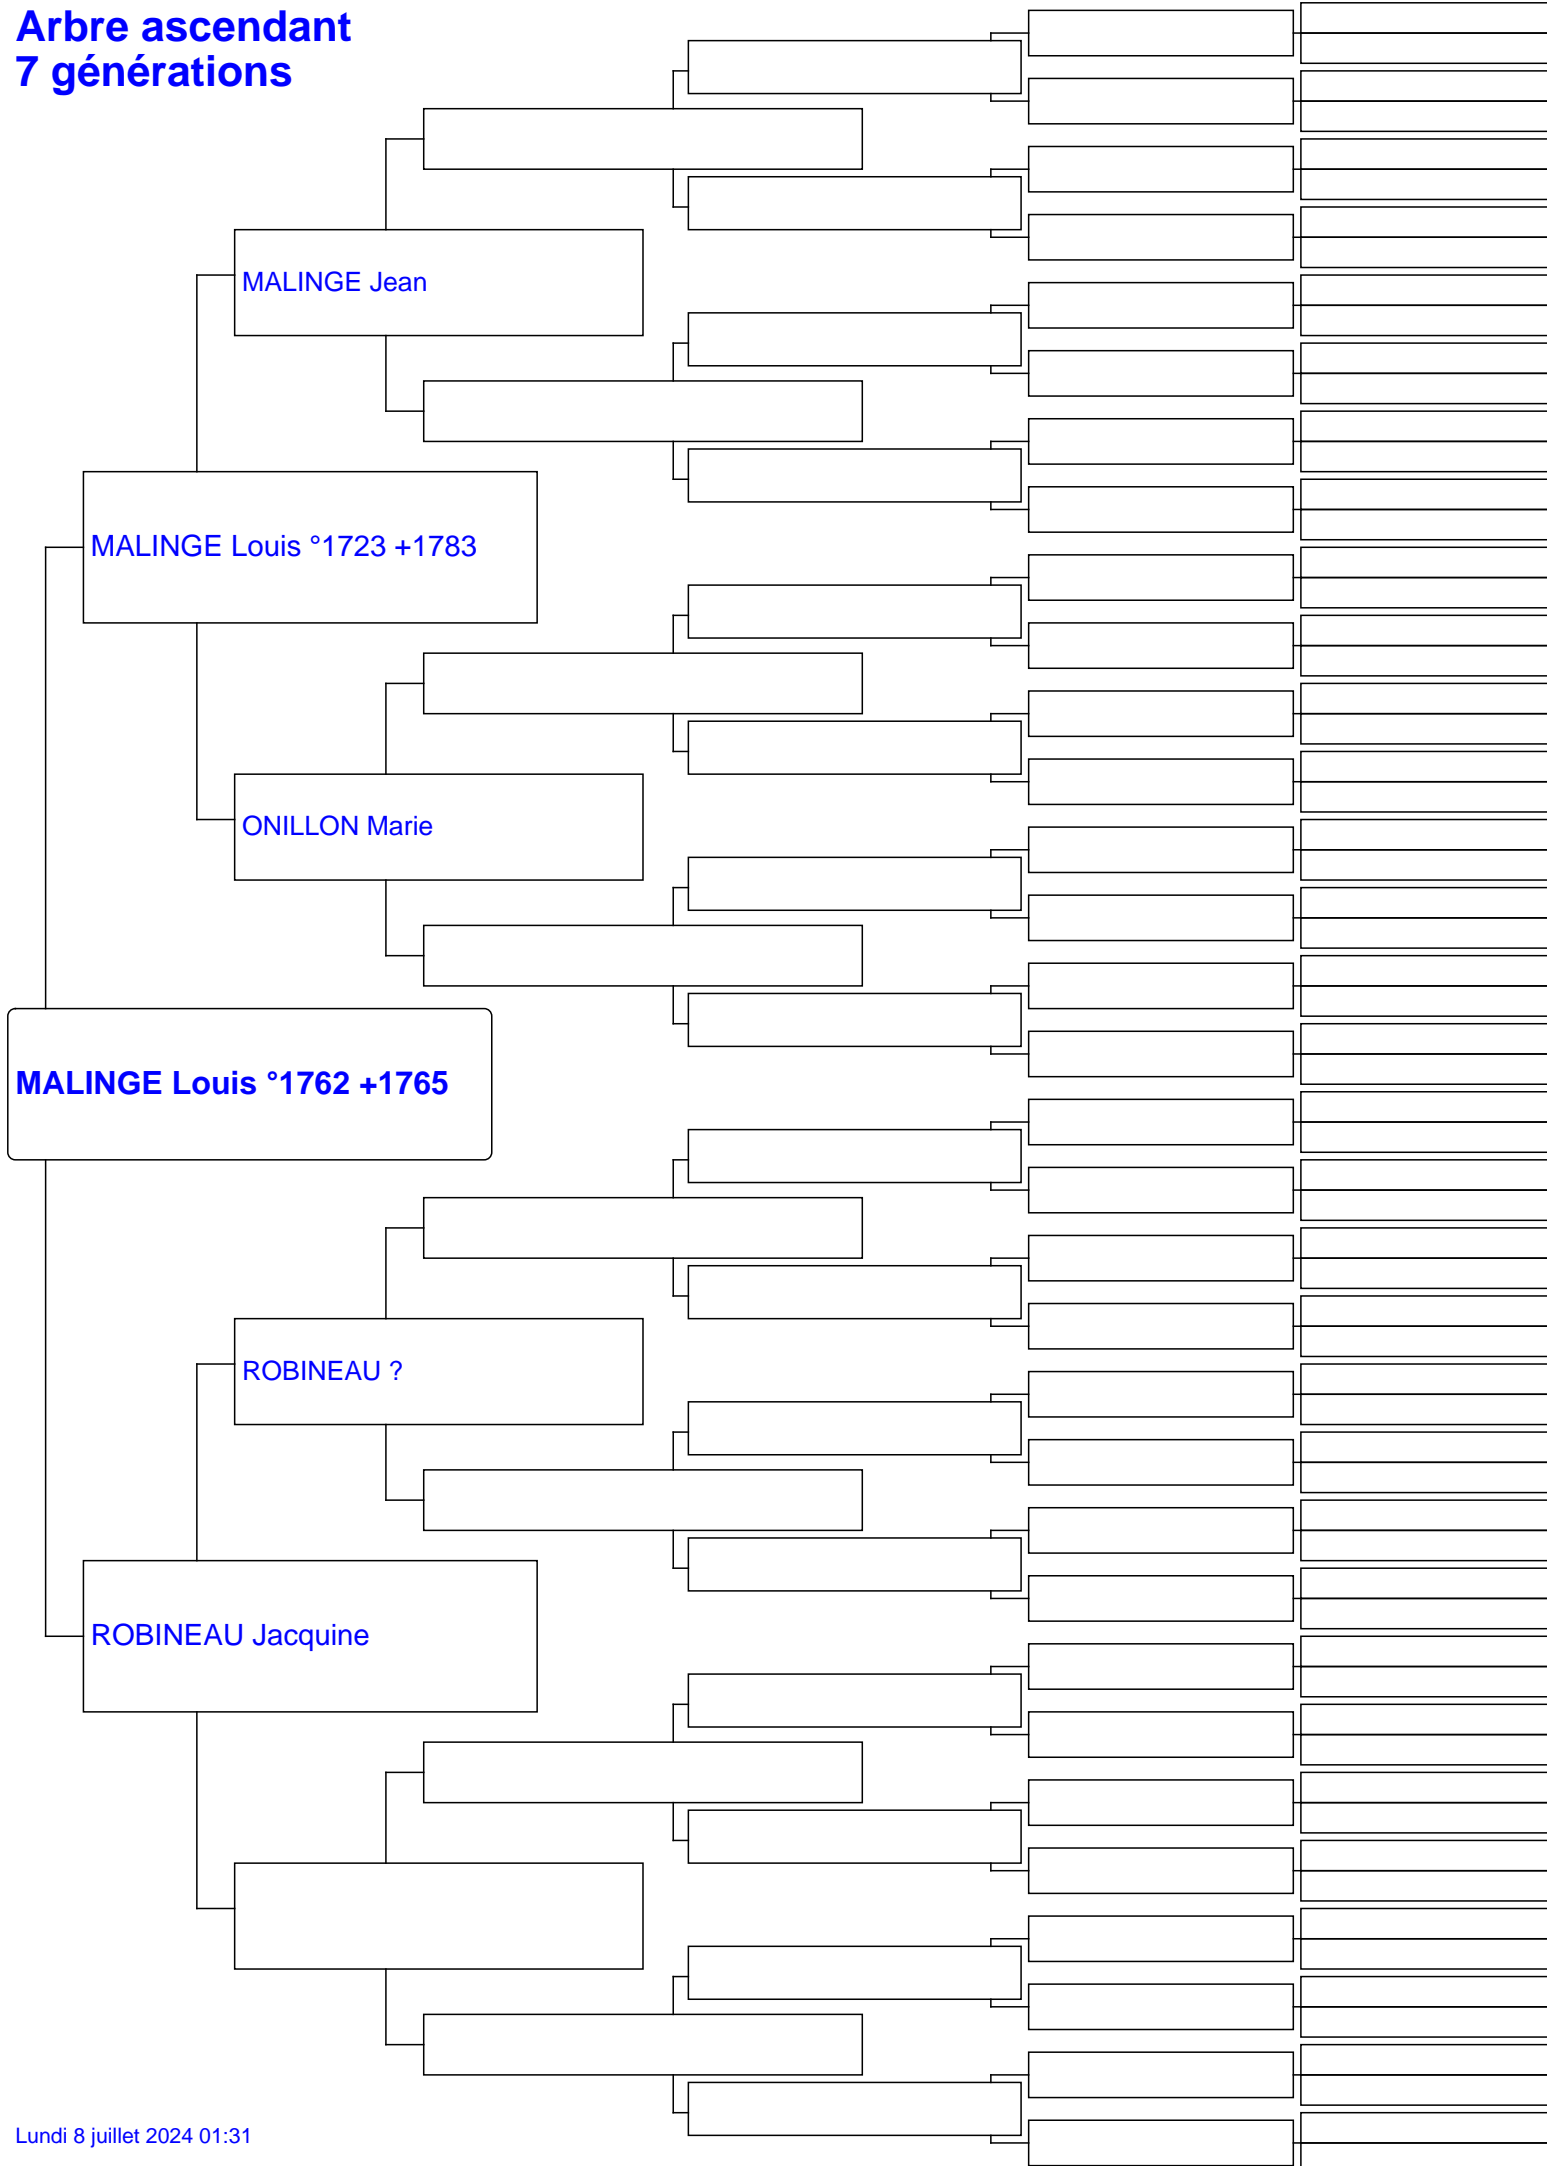 Arbre ascendant
7 générations
MALINGE Jean
MALINGE Louis °1723 +1783
ONILLON Marie
MALINGE Louis °1762 +1765
ROBINEAU ?
ROBINEAU Jacquine
Lundi 8 juillet 2024 01:31